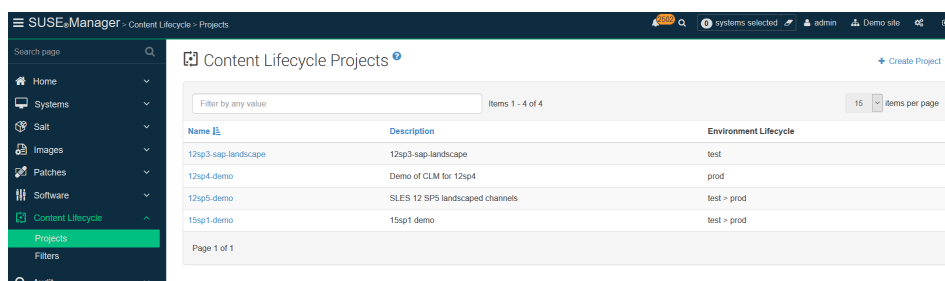 SUSE®Manager > Content Lifecycle > Projects
2502
0 systems selected
admin
Demo site
Search page
Home
Systems
Salt
Images
Patches
Software
Content Lifecycle
Projects
Filters
Content Lifecycle Projects ?
+ Create Project
Filter by any value
Items 1 - 4 of 4
15 items per page
Name Description Environment Lifecycle
12sp3-sap-landscape 12sp3-sap-landscape test
12sp4-demo Demo of CLM for 12sp4 prod
12sp5-demo SLES 12 SP5 landscaped channels test > prod
15sp1-demo 15sp1 demo test > prod
Page 1 of 1